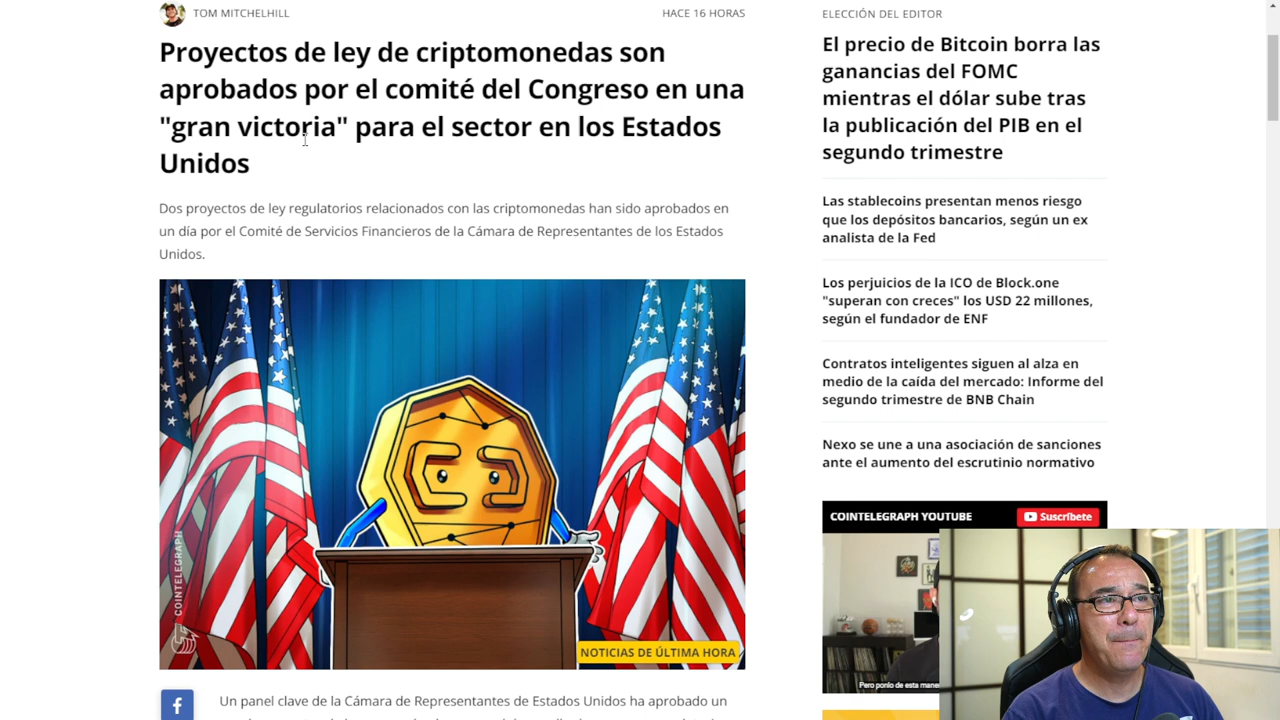 TOM MITCHELHILL
HACE 16 HORAS
Proyectos de ley de criptomonedas son
aprobados por el comité del Congreso en una
"gran victoria" para el sector en los Estados
Unidos
Dos proyectos de ley regulatorios relacionados con las criptomonedas han sido aprobados en
un día por el Comité de Servicios Financieros de la Cámara de Representantes de los Estados
Unidos.
COINTELEGRAPH
NOTICIAS DE ÚLTIMA HORA
Un panel clave de la Cámara de Representantes de Estados Unidos ha aprobado un
ELECCIÓN DEL EDITOR
El precio de Bitcoin borra las
ganancias del FOMC
mientras el dólar sube tras
la publicación del PIB en el
segundo trimestre
Las stablecoins presentan menos riesgo
que los depósitos bancarios, según un ex
analista de la Fed
Los perjuicios de la ICO de Block.one
"superan con creces" los USD 22 millones,
según el fundador de ENF
Contratos inteligentes siguen al alza en
medio de la caída del mercado: Informe del
segundo trimestre de BNB Chain
Nexo se une a una asociación de sanciones
ante el aumento del escrutinio normativo
COINTELEGRAPH YOUTUBE
Suscríbete
Pero ponlo de esta